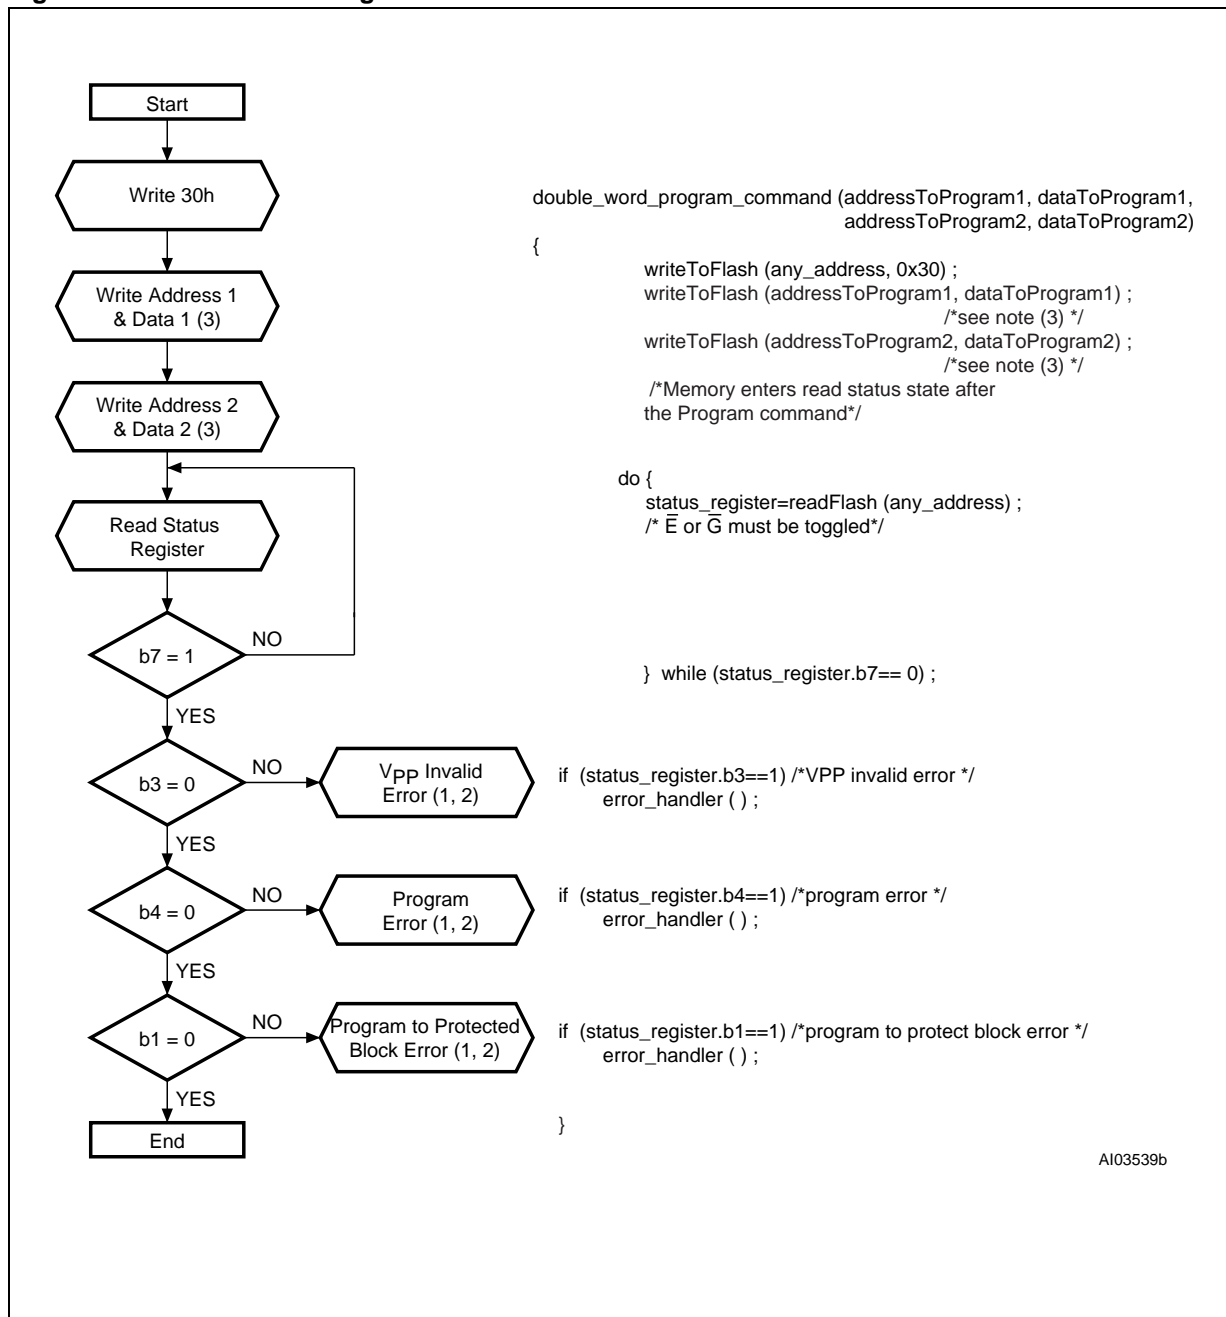 Start
Write 30h
Write Address 1
& Data 1 (3)
Write Address 2
& Data 2 (3)
Read Status
Register
b7 = 1
NO
YES
b3 = 0
NO
VPP Invalid
Error (1, 2)
YES
b4 = 0
NO
Program
Error (1, 2)
YES
b1 = 0
NO
Program to Protected
Block Error (1, 2)
YES
End
double_word_program_command (addressToProgram1, dataToProgram1,
addressToProgram2, dataToProgram2)
{
writeToFlash (any_address, 0x30) ;
writeToFlash (addressToProgram1, dataToProgram1) ;
/*see note (3) */
writeToFlash (addressToProgram2, dataToProgram2) ;
/*see note (3) */
/*Memory enters read status state after
the Program command*/
do {
status_register=readFlash (any_address) ;
/* E̅ or G̅ must be toggled*/
} while (status_register.b7== 0) ;
if (status_register.b3==1) /*VPP invalid error */
error_handler ( ) ;
if (status_register.b4==1) /*program error */
error_handler ( ) ;
if (status_register.b1==1) /*program to protect block error */
error_handler ( ) ;
}
AI03539b